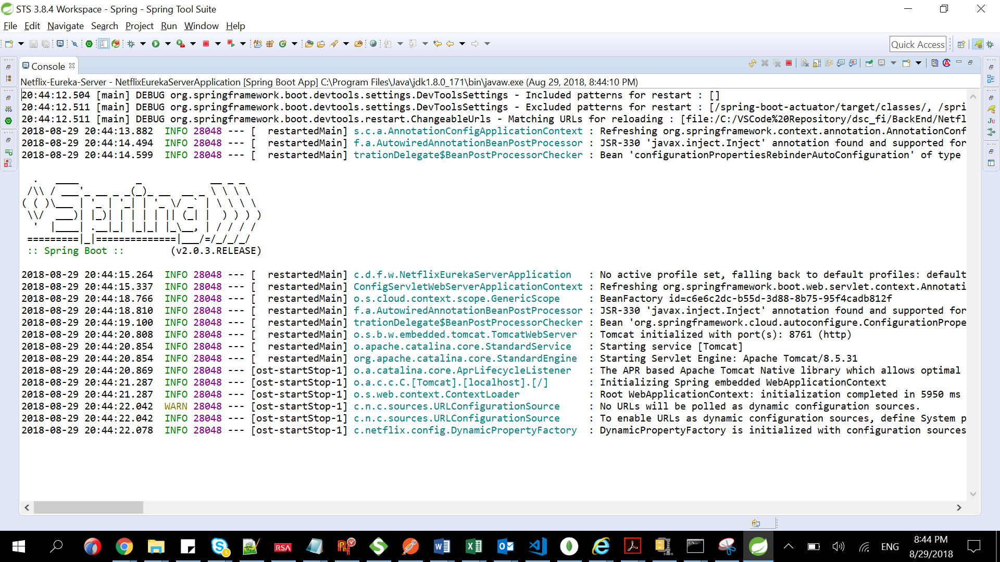 STS 3.8.4 Workspace - Spring - Spring Tool Suite
File Edit Navigate Search Project Run Window Help
Quick Access
Console
Netflix-Eureka-Server - NetflixEurekaServerApplication [Spring Boot App] C:\Program Files\Java\jdk1.8.0_171\bin\javaw.exe (Aug 29, 2018, 8:44:10 PM)
20:44:12.504 [main] DEBUG org.springframework.boot.devtools.settings.DevToolsSettings - Included patterns for restart : []
20:44:12.511 [main] DEBUG org.springframework.boot.devtools.settings.DevToolsSettings - Excluded patterns for restart : [/spring-boot-actuator/target/classes/, /spri
20:44:12.511 [main] DEBUG org.springframework.boot.devtools.restart.ChangeableUrls - Matching URLs for reloading : [file:/C:/VSCode%20Repository/dsc_fi/BackEnd/Netfl
2018-08-29 20:44:13.882  INFO 28048 --- [  restartedMain] s.c.a.AnnotationConfigApplicationContext : Refreshing org.springframework.context.annotation.AnnotationConf
2018-08-29 20:44:14.494  INFO 28048 --- [  restartedMain] f.a.AutowiredAnnotationBeanPostProcessor : JSR-330 'javax.inject.Inject' annotation found and supported for
2018-08-29 20:44:14.599  INFO 28048 --- [  restartedMain] trationDelegate$BeanPostProcessorChecker : Bean 'configurationPropertiesRebinderAutoConfiguration' of type
Spring
:: Spring Boot ::        (v2.0.3.RELEASE)
2018-08-29 20:44:15.264  INFO 28048 --- [  restartedMain] c.d.f.w.NetflixEurekaServerApplication   : No active profile set, falling back to default profiles: default
2018-08-29 20:44:15.337  INFO 28048 --- [  restartedMain] ConfigServletWebServerApplicationContext : Refreshing org.springframework.boot.web.servlet.context.Annotati
2018-08-29 20:44:18.766  INFO 28048 --- [  restartedMain] o.s.cloud.context.scope.GenericScope     : BeanFactory id=c6e6c2dc-b55d-3d88-8b75-95f4cadb812f
2018-08-29 20:44:18.810  INFO 28048 --- [  restartedMain] f.a.AutowiredAnnotationBeanPostProcessor : JSR-330 'javax.inject.Inject' annotation found and supported for
2018-08-29 20:44:19.100  INFO 28048 --- [  restartedMain] trationDelegate$BeanPostProcessorChecker : Bean 'org.springframework.cloud.autoconfigure.ConfigurationPrope
2018-08-29 20:44:20.808  INFO 28048 --- [  restartedMain] o.s.b.w.embedded.tomcat.TomcatWebServer  : Tomcat initialized with port(s): 8761 (http)
2018-08-29 20:44:20.854  INFO 28048 --- [  restartedMain] o.apache.catalina.core.StandardService   : Starting service [Tomcat]
2018-08-29 20:44:20.854  INFO 28048 --- [  restartedMain] org.apache.catalina.core.StandardEngine  : Starting Servlet Engine: Apache Tomcat/8.5.31
2018-08-29 20:44:20.869  INFO 28048 --- [ost-startStop-1] o.a.catalina.core.AprLifecycleListener   : The APR based Apache Tomcat Native library which allows optimal
2018-08-29 20:44:21.287  INFO 28048 --- [ost-startStop-1] o.a.c.c.C.[Tomcat].[localhost].[/]       : Initializing Spring embedded WebApplicationContext
2018-08-29 20:44:21.287  INFO 28048 --- [ost-startStop-1] o.s.web.context.ContextLoader            : Root WebApplicationContext: initialization completed in 5950 ms
2018-08-29 20:44:22.042  WARN 28048 --- [ost-startStop-1] c.n.c.sources.URLConfigurationSource     : No URLs will be polled as dynamic configuration sources.
2018-08-29 20:44:22.042  INFO 28048 --- [ost-startStop-1] c.n.c.sources.URLConfigurationSource     : To enable URLs as dynamic configuration sources, define System p
2018-08-29 20:44:22.078  INFO 28048 --- [ost-startStop-1] c.netflix.config.DynamicPropertyFactory  : DynamicPropertyFactory is initialized with configuration sources
RSA
ENG
8:44 PM
8/29/2018